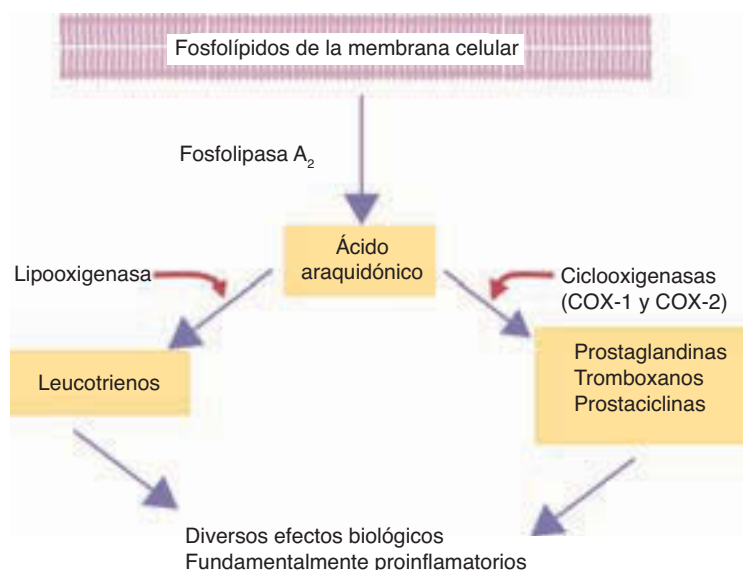 Fosfolípidos de la membrana celular
Fosfolipasa A₂
Ácido
araquidónico
Lipooxigenasa
Ciclooxigenasas
(COX-1 y COX-2)
Leucotrienos
Prostaglandinas
Tromboxanos
Prostaciclinas
Diversos efectos biológicos
Fundamentalmente proinflamatorios